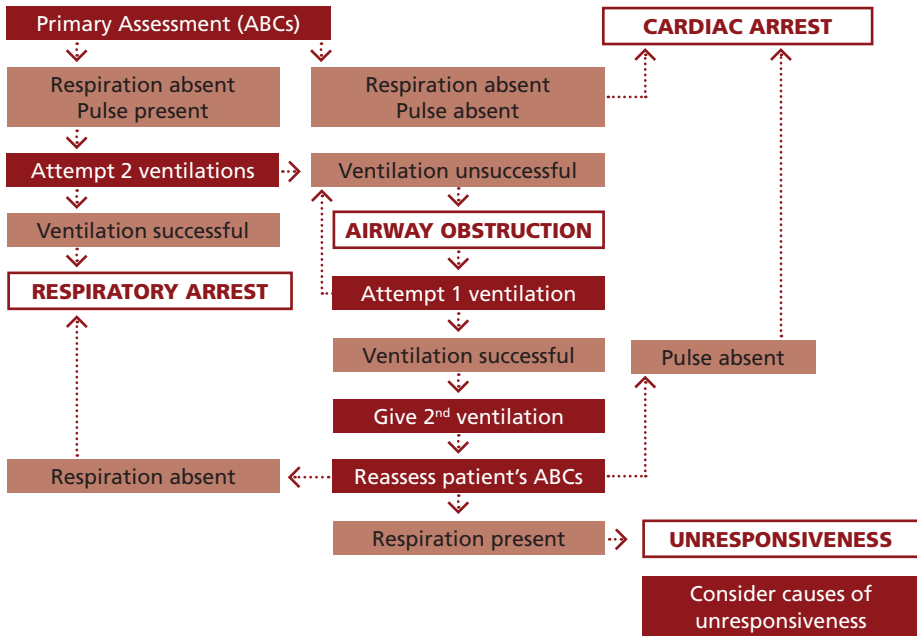 Primary Assessment (ABCs)
CARDIAC ARREST
Respiration absent
Pulse present
Respiration absent
Pulse absent
Attempt 2 ventilations
Ventilation unsuccessful
Ventilation successful
AIRWAY OBSTRUCTION
RESPIRATORY ARREST
Attempt 1 ventilation
Ventilation successful
Pulse absent
Give 2nd ventilation
Respiration absent
Reassess patient’s ABCs
Respiration present
UNRESPONSIVENESS
Consider causes of
unresponsiveness